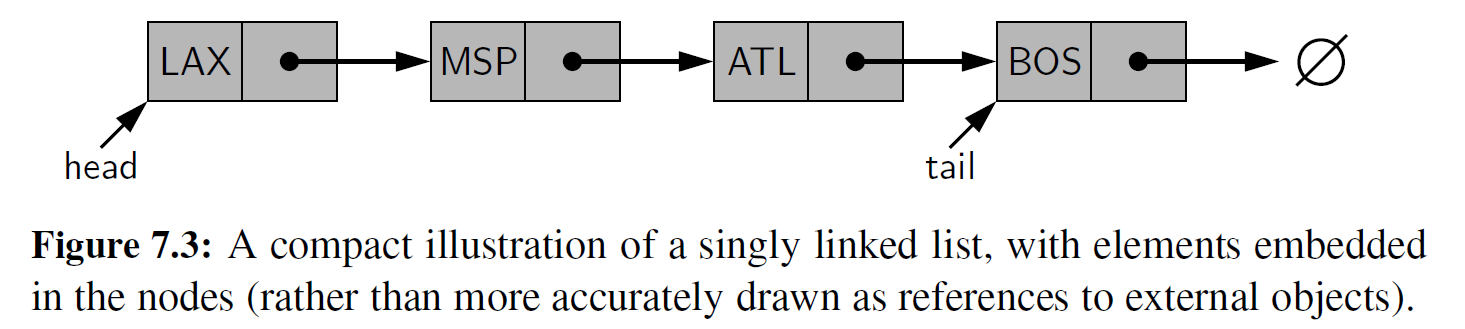 LAX MSP ATL BOS ∅
head tail
Figure 7.3: A compact illustration of a singly linked list, with elements embedded
in the nodes (rather than more accurately drawn as references to external objects).